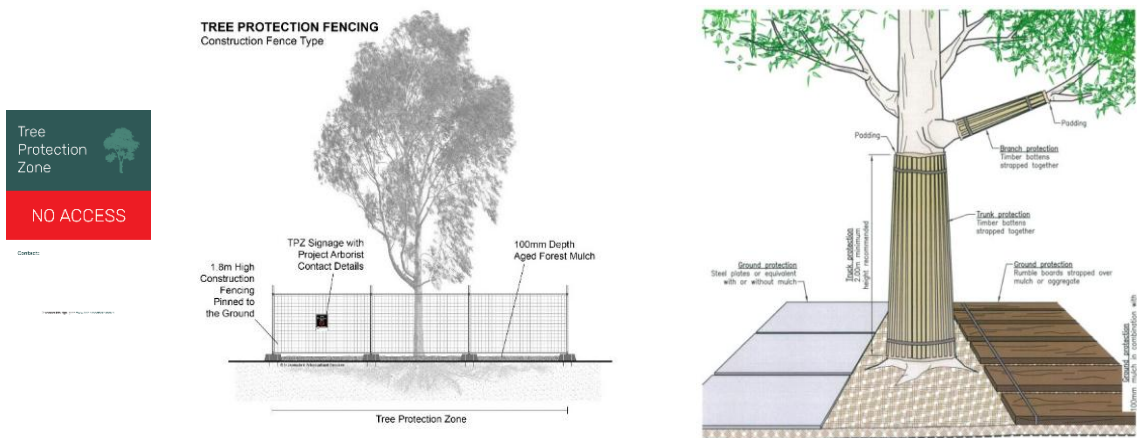 Tree
Protection
Zone
NO ACCESS
Contact:
TREE PROTECTION FENCING
Construction Fence Type
TPZ Signage with
Project Arborist
Contact Details
100mm Depth
Aged Forest Mulch
1.8m High
Construction
Fencing
Pinned to
the Ground
Tree Protection Zone
Padding
Padding
Branch protection
Timber battens
strapped together
Trunk protection
Timber battens
strapped together
Truck protection
2.00m minimum
height recommended
Ground protection
Steel plates or equivalent
with or without mulch
Ground protection
Rumble boards strapped over
mulch or aggregate
Ground protection
100mm mulch in combination with